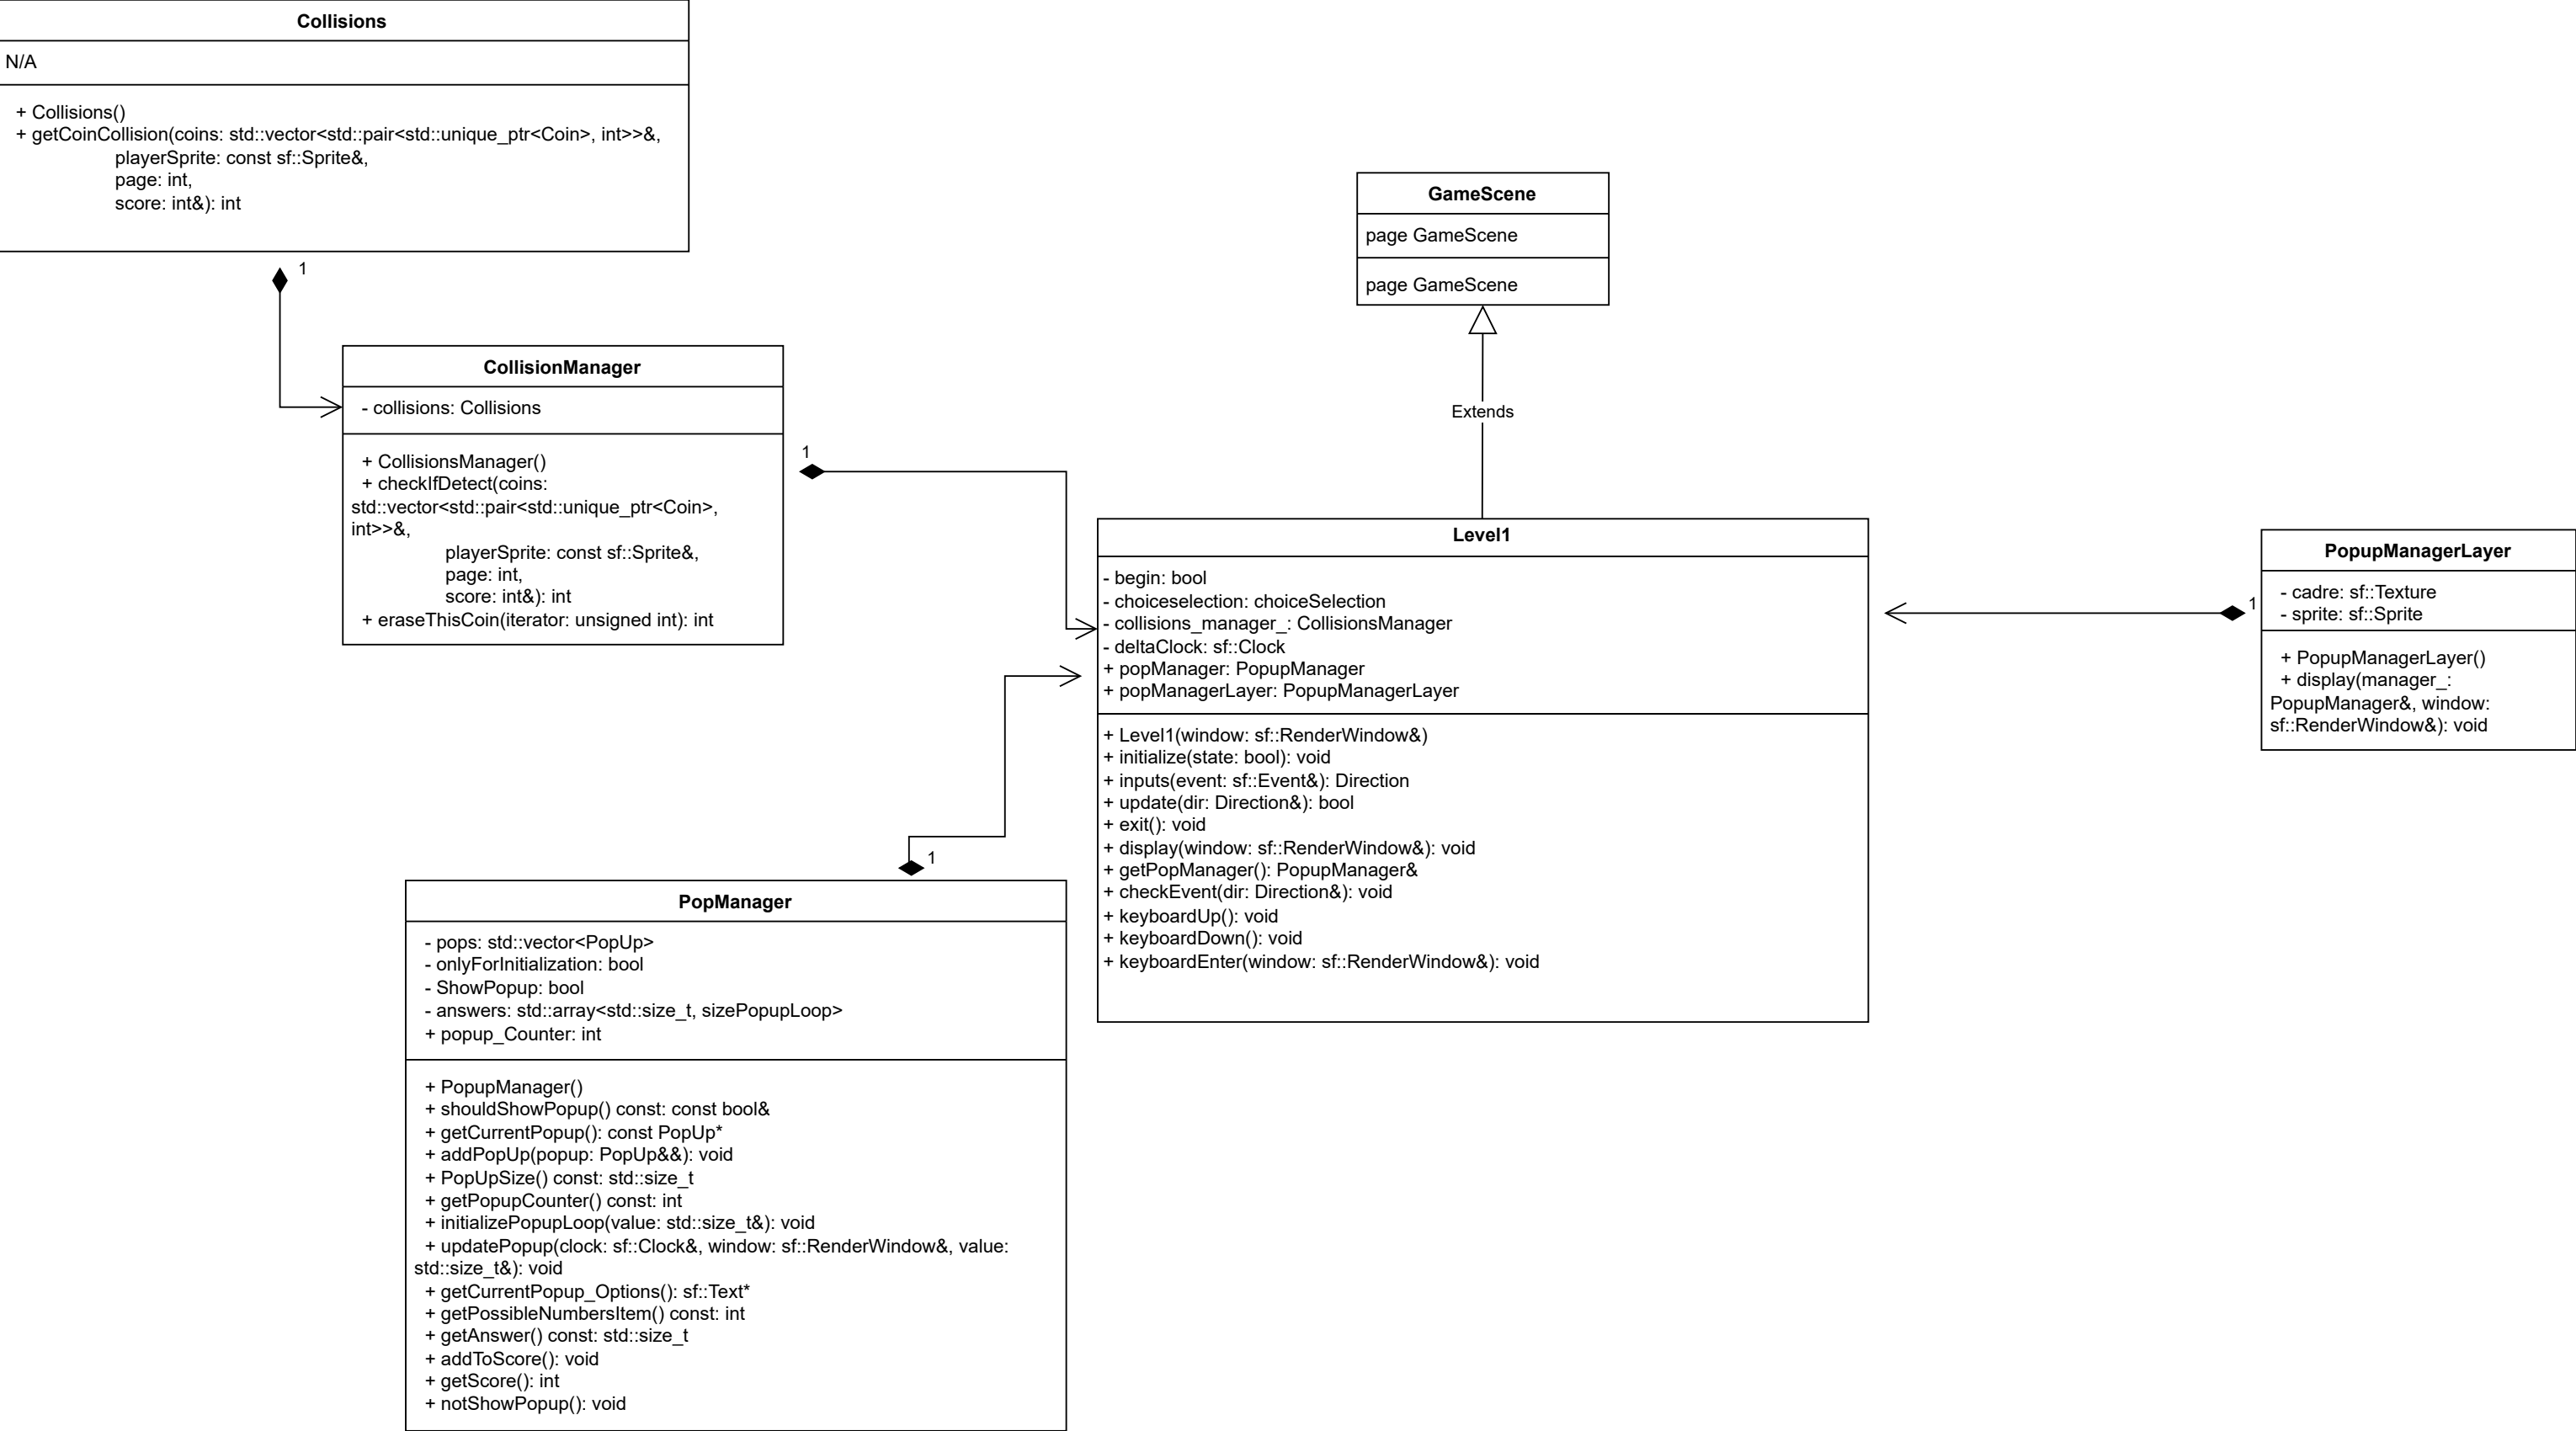 Collisions
N/A
+ Collisions()
+ getCoinCollision(coins: std::vector<std::pair<std::unique_ptr<Coin>, int>>&,
playerSprite: const sf::Sprite&,
page: int,
score: int&): int
1
CollisionManager
- collisions: Collisions
+ CollisionsManager()
+ checkIfDetect(coins:
std::vector<std::pair<std::unique_ptr<Coin>,
int>>&,
playerSprite: const sf::Sprite&,
page: int,
score: int&): int
+ eraseThisCoin(iterator: unsigned int): int
1
GameScene
page GameScene
page GameScene
Extends
Level1
- begin: bool
- choiceselection: choiceSelection
- collisions_manager_: CollisionsManager
- deltaClock: sf::Clock
+ popManager: PopupManager
+ popManagerLayer: PopupManagerLayer
+ Level1(window: sf::RenderWindow&)
+ initialize(state: bool): void
+ inputs(event: sf::Event&): Direction
+ update(dir: Direction&): bool
+ exit(): void
+ display(window: sf::RenderWindow&): void
+ getPopManager(): PopupManager&
+ checkEvent(dir: Direction&): void
+ keyboardUp(): void
+ keyboardDown(): void
+ keyboardEnter(window: sf::RenderWindow&): void
1
PopupManagerLayer
- cadre: sf::Texture
- sprite: sf::Sprite
+ PopupManagerLayer()
+ display(manager_:
PopupManager&, window:
sf::RenderWindow&): void
1
PopManager
- pops: std::vector<PopUp>
- onlyForInitialization: bool
- ShowPopup: bool
- answers: std::array<std::size_t, sizePopupLoop>
+ popup_Counter: int
+ PopupManager()
+ shouldShowPopup() const: const bool&
+ getCurrentPopup(): const PopUp*
+ addPopUp(popup: PopUp&&): void
+ PopUpSize() const: std::size_t
+ getPopupCounter() const: int
+ initializePopupLoop(value: std::size_t&): void
+ updatePopup(clock: sf::Clock&, window: sf::RenderWindow&, value:
std::size_t&): void
+ getCurrentPopup_Options(): sf::Text*
+ getPossibleNumbersItem() const: int
+ getAnswer() const: std::size_t
+ addToScore(): void
+ getScore(): int
+ notShowPopup(): void